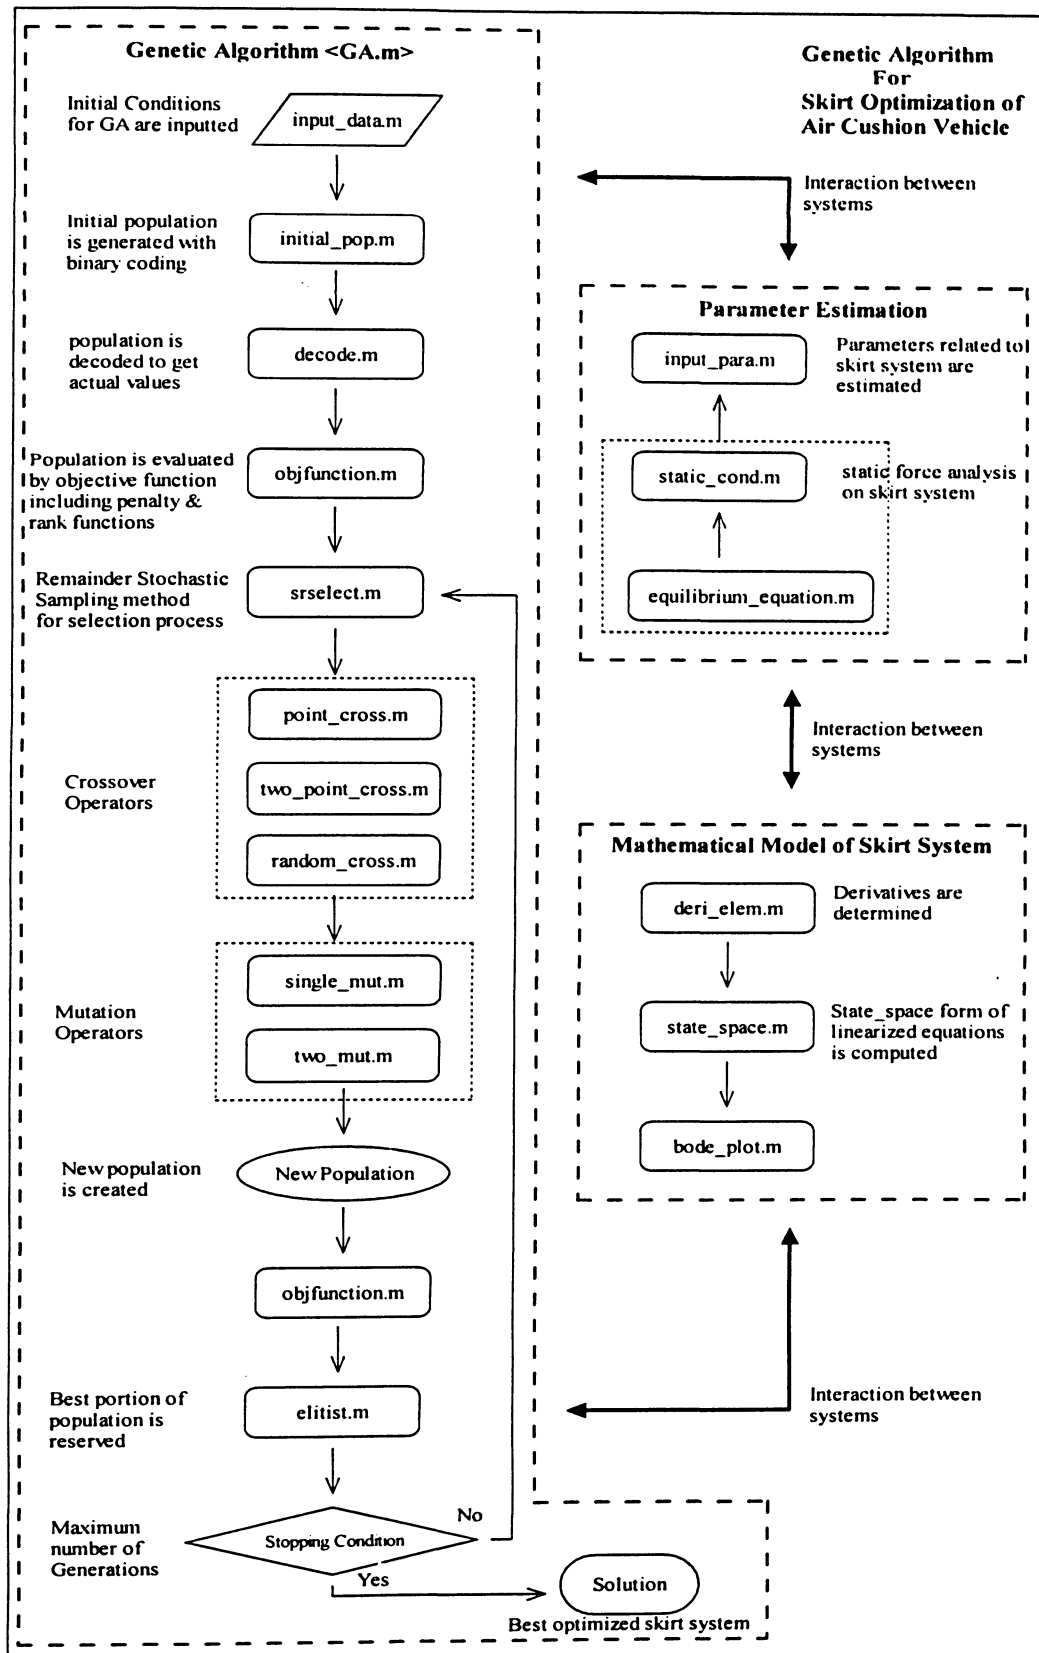 Genetic Algorithm <GA.m>
Initial Conditions
for GA are inputted
input_data.m
Initial population
is generated with
binary coding
initial_pop.m
population is
decoded to get
actual values
decode.m
Population is evaluated
by objective function
including penalty &
rank functions
objfunction.m
Remainder Stochastic
Sampling method
for selection process
srselect.m
point_cross.m
Crossover
Operators
two_point_cross.m
random_cross.m
single_mut.m
Mutation
Operators
two_mut.m
New population
is created
New Population
objfunction.m
Best portion of
population is
reserved
elitist.m
Maximum
number of
Generations
Stopping Condition
No
Yes
Solution
Best optimized skirt system
Genetic Algorithm
For
Skirt Optimization of
Air Cushion Vehicle
Interaction between
systems
Parameter Estimation
input_para.m
Parameters related to
skirt system are
estimated
static_cond.m
static force analysis
on skirt system
equilibrium_equation.m
Interaction between
systems
Mathematical Model of Skirt System
deri_elem.m
Derivatives are
determined
state_space.m
State_space form of
linearized equations
is computed
bode_plot.m
Interaction between
systems